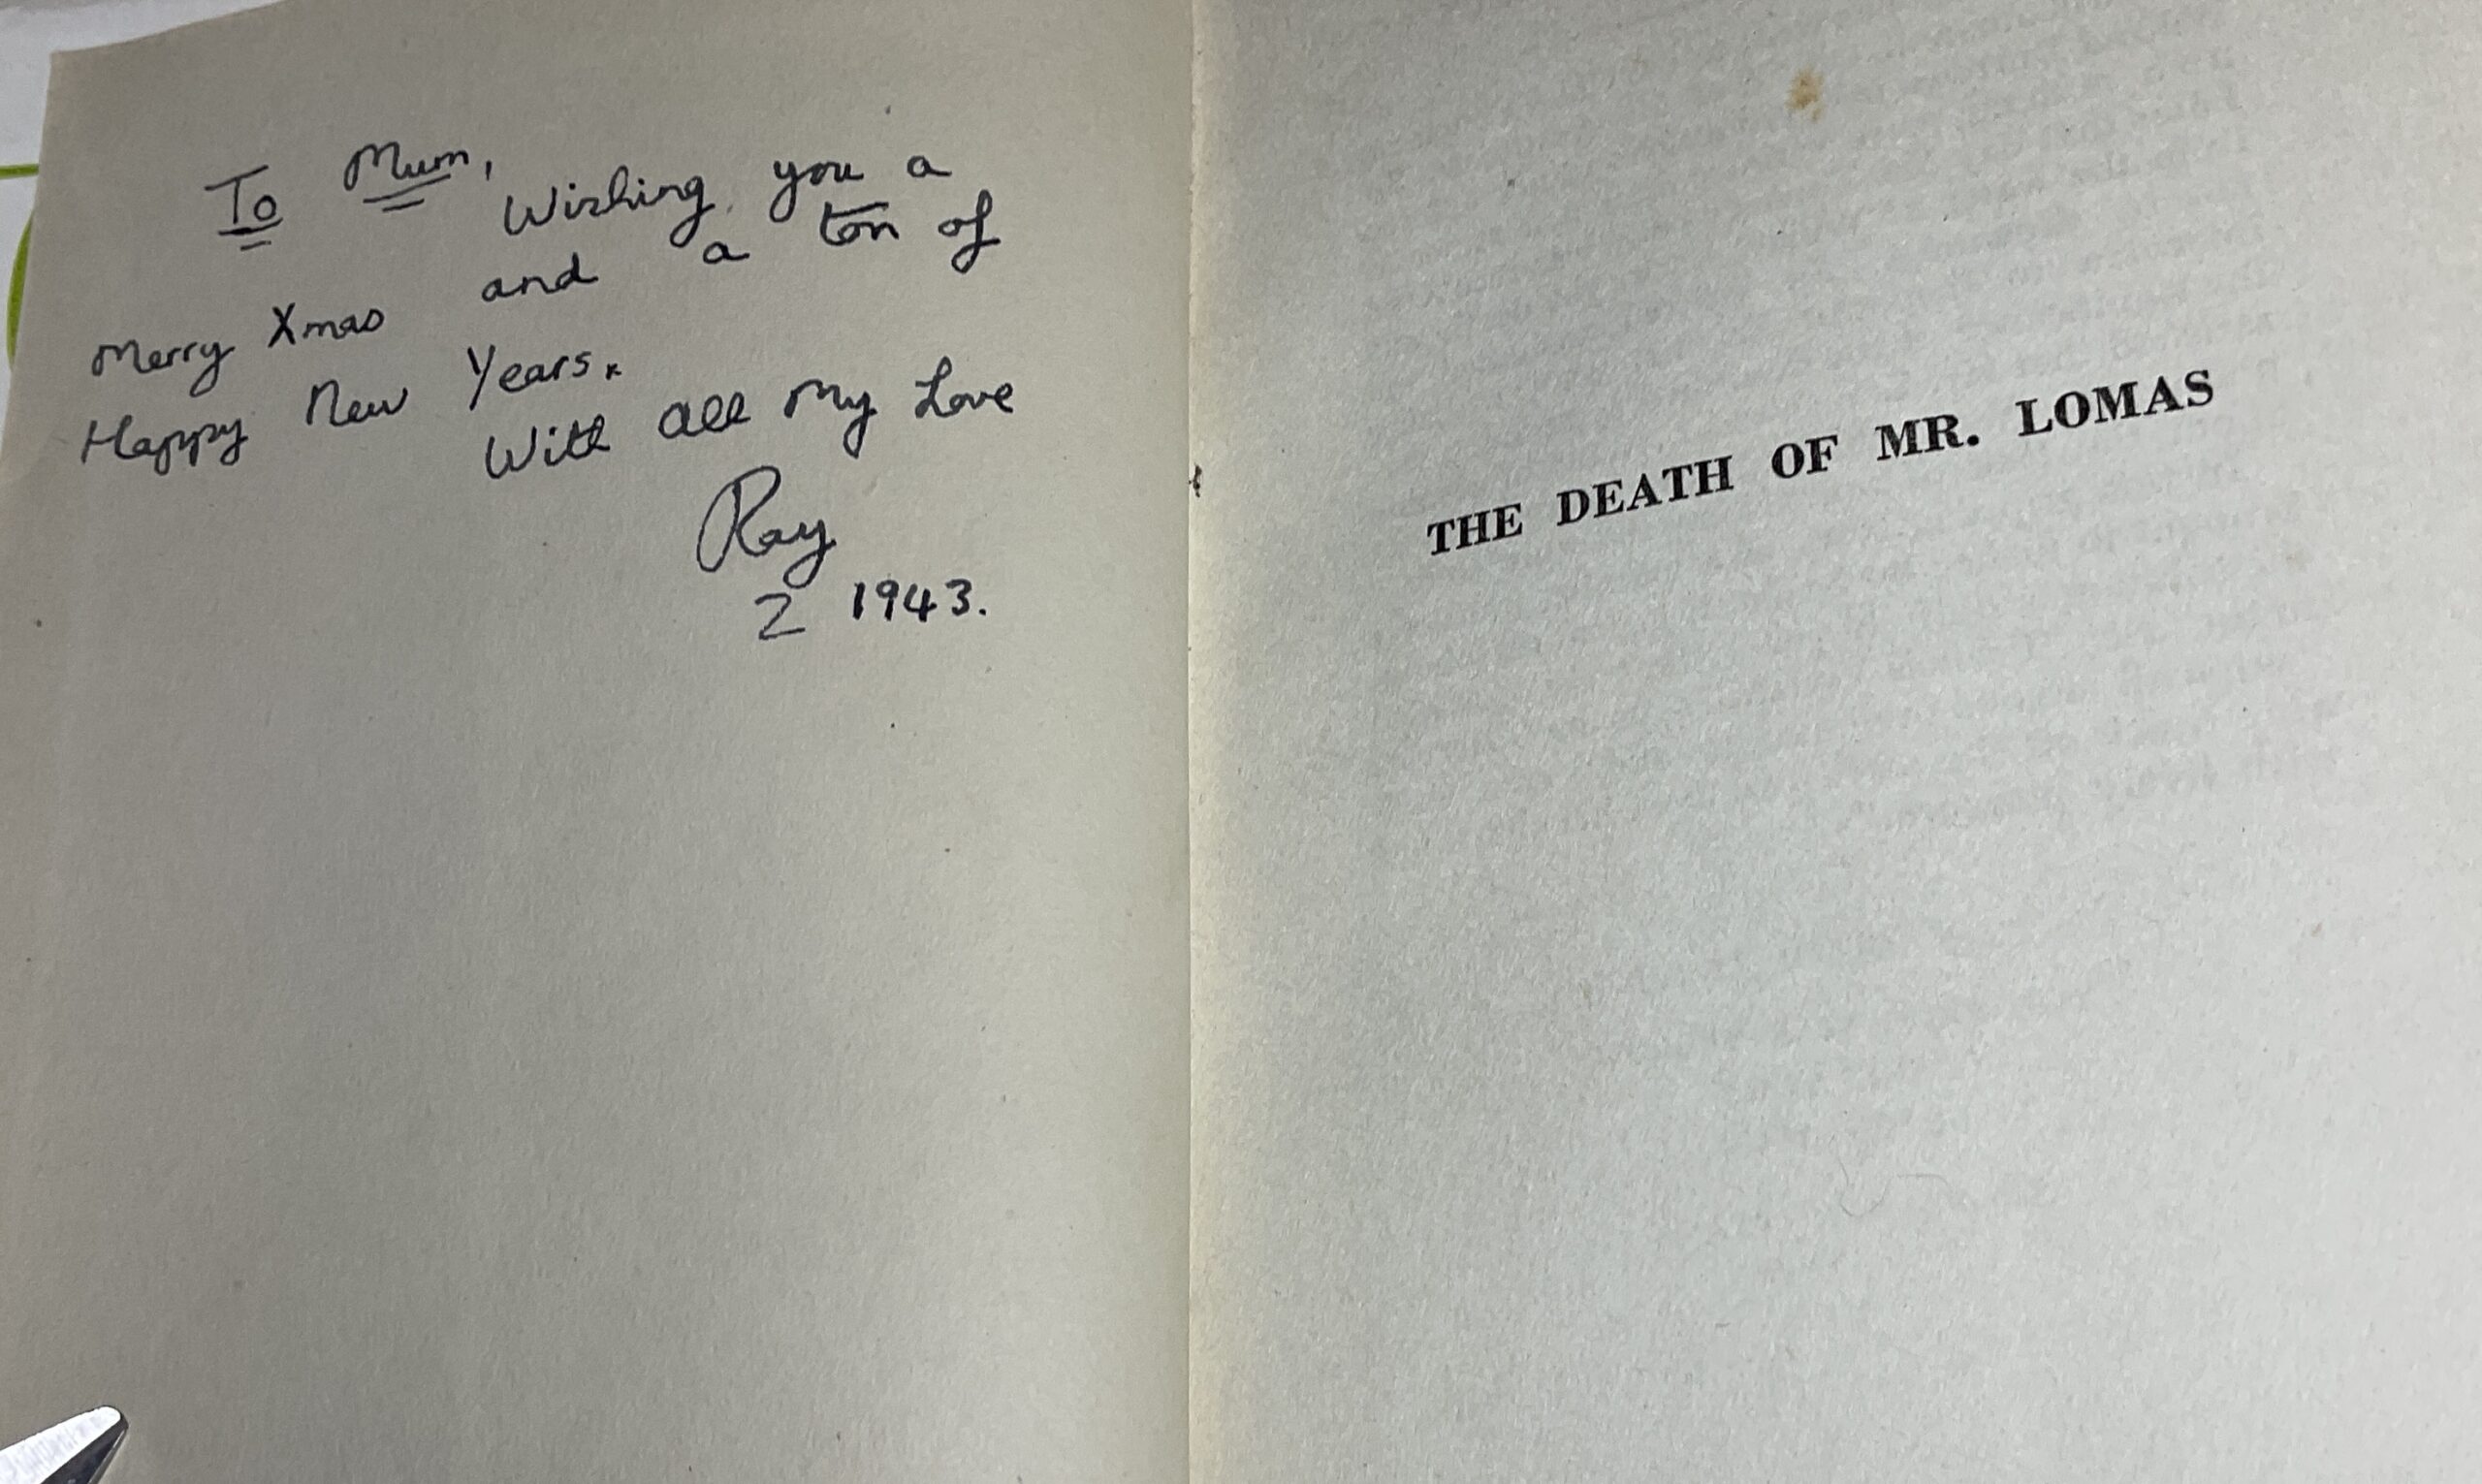 To Mum,
Wishing you a
Merry Xmas and a ton of
Happy New Years.
With all My Love
Ray
2 1943.
THE DEATH OF MR. LOMAS